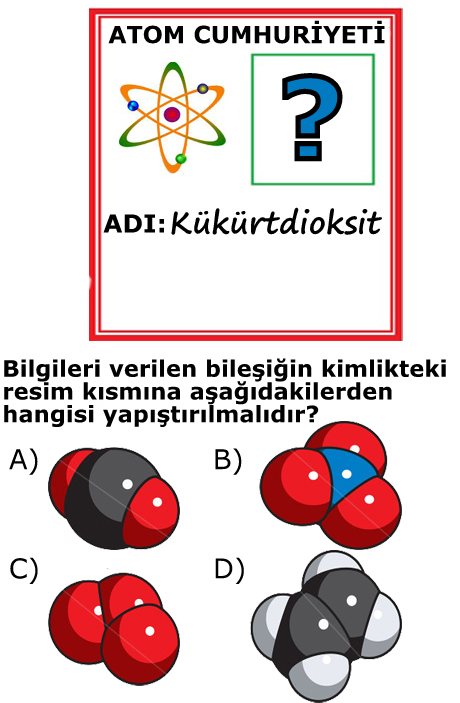 ATOM CUMHURİYETİ
?
ADI: Kükürtdioksit
Bilgileri verilen bileşiğin kimlikteki
resim kısmına aşağıdakilerden
hangisi yapıştırılmalıdır?
A) B)
C) D)